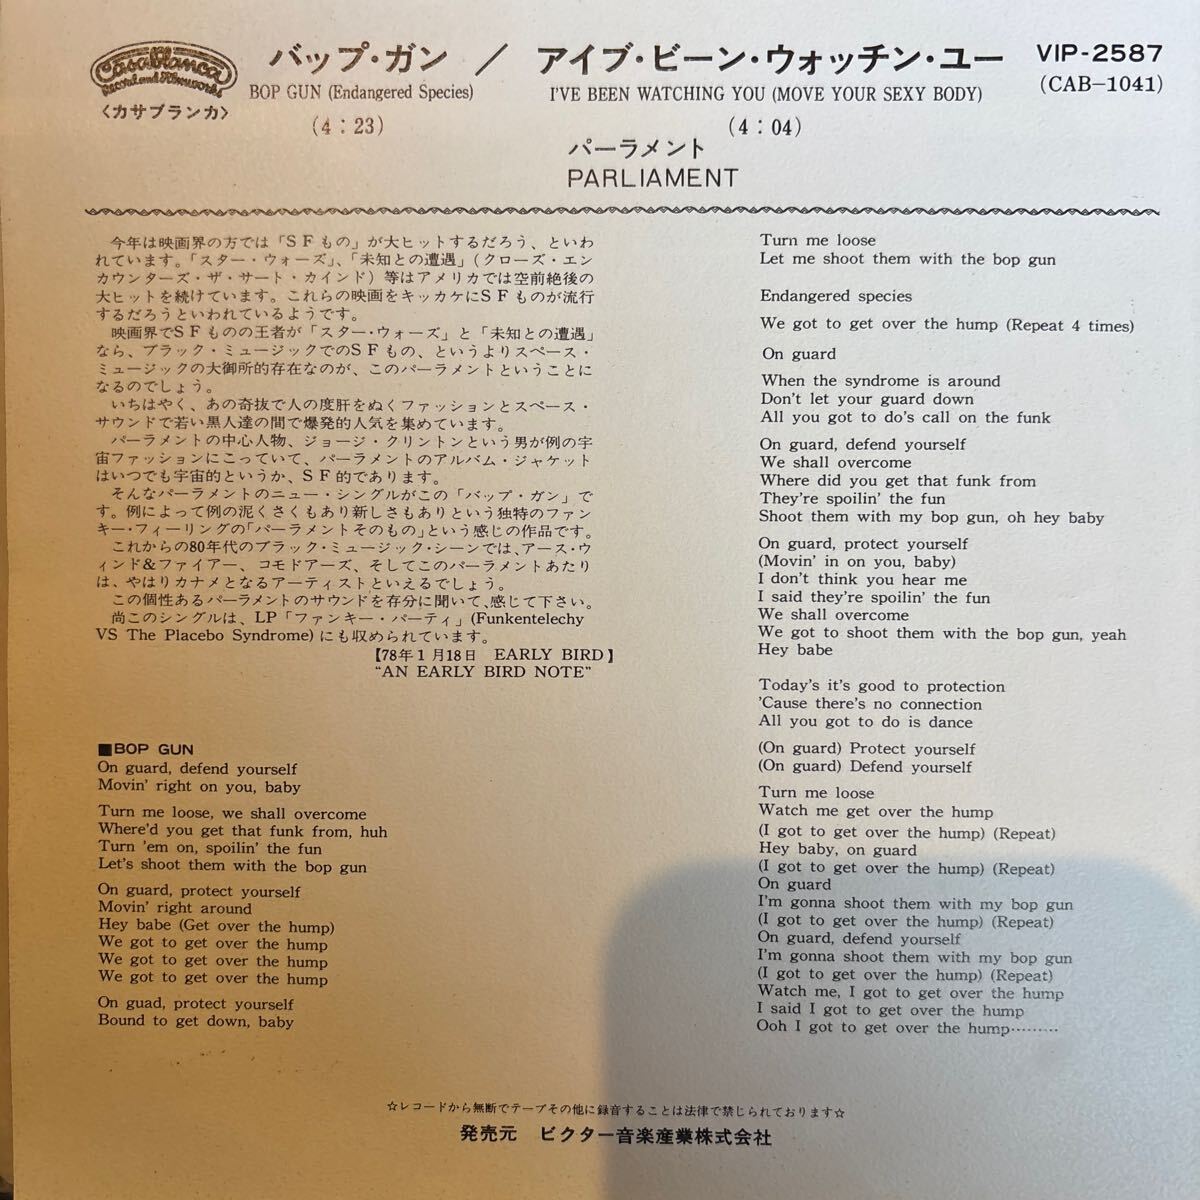 Casablanca
Record and FilmWorks
〈カサブランカ〉
バップ・ガン / アイブ・ビーン・ウォッチン・ユー
BOP GUN (Endangered Species)
I'VE BEEN WATCHING YOU (MOVE YOUR SEXY BODY)
(4:23)
(4:04)
VIP-2587
(CAB-1041)
パーラメント
PARLIAMENT
今年は映画界の方では「ＳＦもの」が大ヒットするだろう、といわ
れています。「スター・ウォーズ」、「未知との遭遇」（クローズ・エン
カウンターズ・ザ・サート・カインド）等はアメリカでは空前絶後の
大ヒットを続けています。これらの映画をキッカケにＳＦものが流行
するだろうといわれているようです。
映画界でＳＦものの王者が「スター・ウォーズ」と「未知との遭遇」
なら、ブラック・ミュージックでのＳＦもの、というよりスペース・
ミュージックの大御所的存在なのが、このパーラメントということに
なるのでしょう。
いちはやく、あの奇抜で人の度肝をぬくファッションとスペース・
サウンドで若い黒人達の間で爆発的人気を集めています。
パーラメントの中心人物、ジョージ・クリントンという男が例の宇
宙ファッションにこっていて、パーラメントのアルバム・ジャケット
はいつでも宇宙的というか、ＳＦ的であります。
そんなパーラメントのニュー・シングルがこの「バップ・ガン」で
す。例によって例の泥くさくもあり新しさもありという独特のファン
キー・フィーリングの「パーラメントそのもの」という感じの作品です。
これからの80年代のブラック・ミュージック・シーンでは、アース・ウ
ィンド&ファイアー、コモドアーズ、そしてこのパーラメントあたり
は、やはりカナメとなるアーティストといえるでしょう。
この個性あるパーラメントのサウンドを存分に聞いて、感じて下さい。
尚このシングルは、LP「ファンキー・パーティ」(Funkentelechy
VS The Placebo Syndrome)にも収められています。
【78年１月18日　EARLY BIRD】
“AN EARLY BIRD NOTE”
■BOP GUN
On guard, defend yourself
Movin' right on you, baby
Turn me loose, we shall overcome
Where'd you get that funk from, huh
Turn 'em on, spoilin' the fun
Let's shoot them with the bop gun
On guard, protect yourself
Movin' right around
Hey babe (Get over the hump)
We got to get over the hump
We got to get over the hump
We got to get over the hump
On guad, protect yourself
Bound to get down, baby
Turn me loose
Let me shoot them with the bop gun
Endangered species
We got to get over the hump (Repeat 4 times)
On guard
When the syndrome is around
Don't let your guard down
All you got to do's call on the funk
On guard, defend yourself
We shall overcome
Where did you get that funk from
They're spoilin' the fun
Shoot them with my bop gun, oh hey baby
On guard, protect yourself
(Movin' in on you, baby)
I don't think you hear me
I said they're spoilin' the fun
We shall overcome
We got to shoot them with the bop gun, yeah
Hey babe
Today's it's good to protection
'Cause there's no connection
All you got to do is dance
(On guard) Protect yourself
(On guard) Defend yourself
Turn me loose
Watch me get over the hump
(I got to get over the hump) (Repeat)
Hey baby, on guard
(I got to get over the hump) (Repeat)
On guard
I'm gonna shoot them with my bop gun
(I got to get over the hump) (Repeat)
On guard, defend yourself
I'm gonna shoot them with my bop gun
(I got to get over the hump) (Repeat)
Watch me, I got to get over the hump
I said I got to get over the hump
Ooh I got to get over the hump………
☆レコードから無断でテープその他に録音することは法律で禁じられております☆
発売元　ビクター音楽産業株式会社